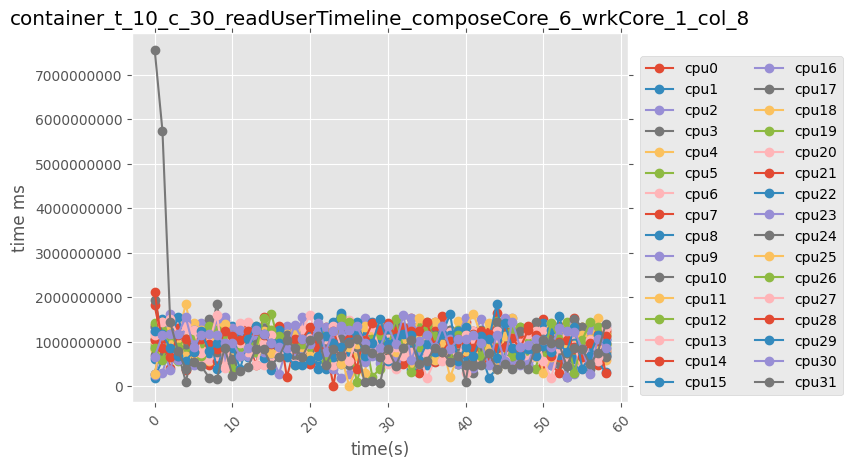 container_t_10_c_30_readUserTimeline_composeCore_6_wrkCore_1_col_8
time ms
7000000000
6000000000
5000000000
4000000000
3000000000
2000000000
1000000000
0
0
10
20
30
40
50
60
time(s)
cpu0
cpu1
cpu2
cpu3
cpu4
cpu5
cpu6
cpu7
cpu8
cpu9
cpu10
cpu11
cpu12
cpu13
cpu14
cpu15
cpu16
cpu17
cpu18
cpu19
cpu20
cpu21
cpu22
cpu23
cpu24
cpu25
cpu26
cpu27
cpu28
cpu29
cpu30
cpu31